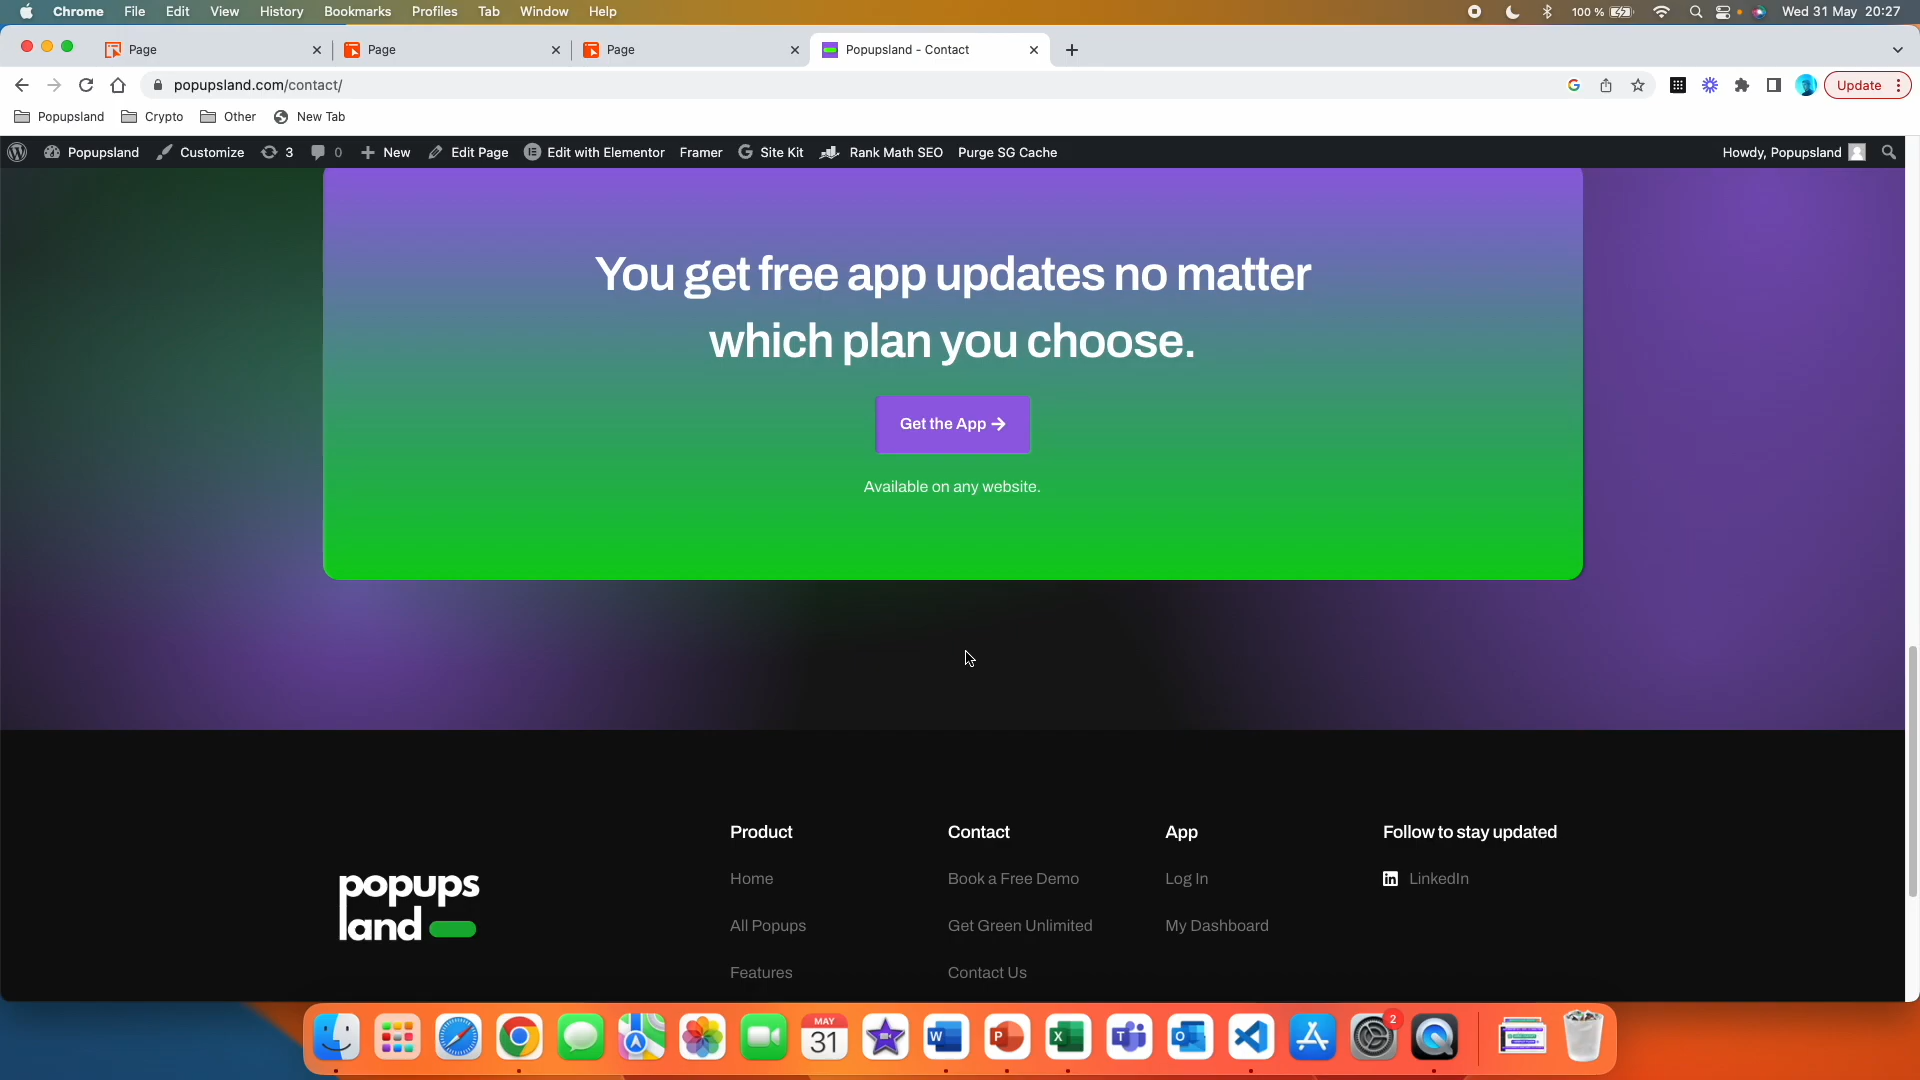 Chrome File Edit View History Bookmarks Profiles Tab Window Help 100 % Wed 31 May 20:27
Page Page Page Popupsland - Contact
popupsland.com/contact/ Update
Popupsland Crypto Other New Tab
Popupsland Customize 3 0 New Edit Page Edit with Elementor Framer Site Kit Rank Math SEO Purge SG Cache Howdy, Popupsland
You get free app updates no matter
which plan you choose.
Get the App →
Available on any website.
Product Contact App Follow to stay updated
popups
land
Home Book a Free Demo Log In in LinkedIn
All Popups Get Green Unlimited My Dashboard
Features Contact Us
MAY
31
W P X T O
2